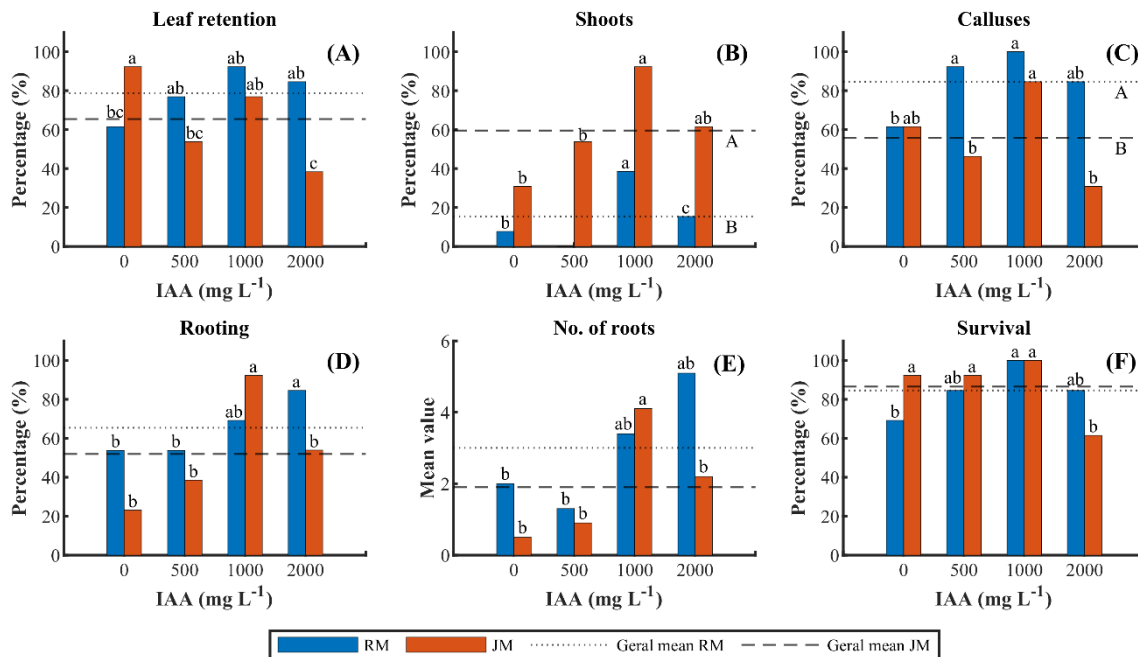 Leaf retention
(A)
Percentage (%)
100
80
60
40
20
0
bc
a
ab
bc
ab
ab
ab
c
0 500 1000 2000
IAA (mg L⁻¹)
Shoots
(B)
Percentage (%)
100
80
60
40
20
0
b
b
b
a
a
c
ab
A
B
0 500 1000 2000
IAA (mg L⁻¹)
Calluses
(C)
Percentage (%)
100
80
60
40
20
0
b
ab
a
b
a
a
ab
b
A
B
0 500 1000 2000
IAA (mg L⁻¹)
Rooting
(D)
Percentage (%)
100
80
60
40
20
0
b
b
b
b
ab
a
a
b
0 500 1000 2000
IAA (mg L⁻¹)
No. of roots
(E)
Mean value
6
4
2
0
b
b
b
b
ab
a
ab
b
0 500 1000 2000
IAA (mg L⁻¹)
Survival
(F)
Percentage (%)
100
80
60
40
20
0
b
a
ab
a
a
a
ab
b
0 500 1000 2000
IAA (mg L⁻¹)
RM JM Geral mean RM Geral mean JM